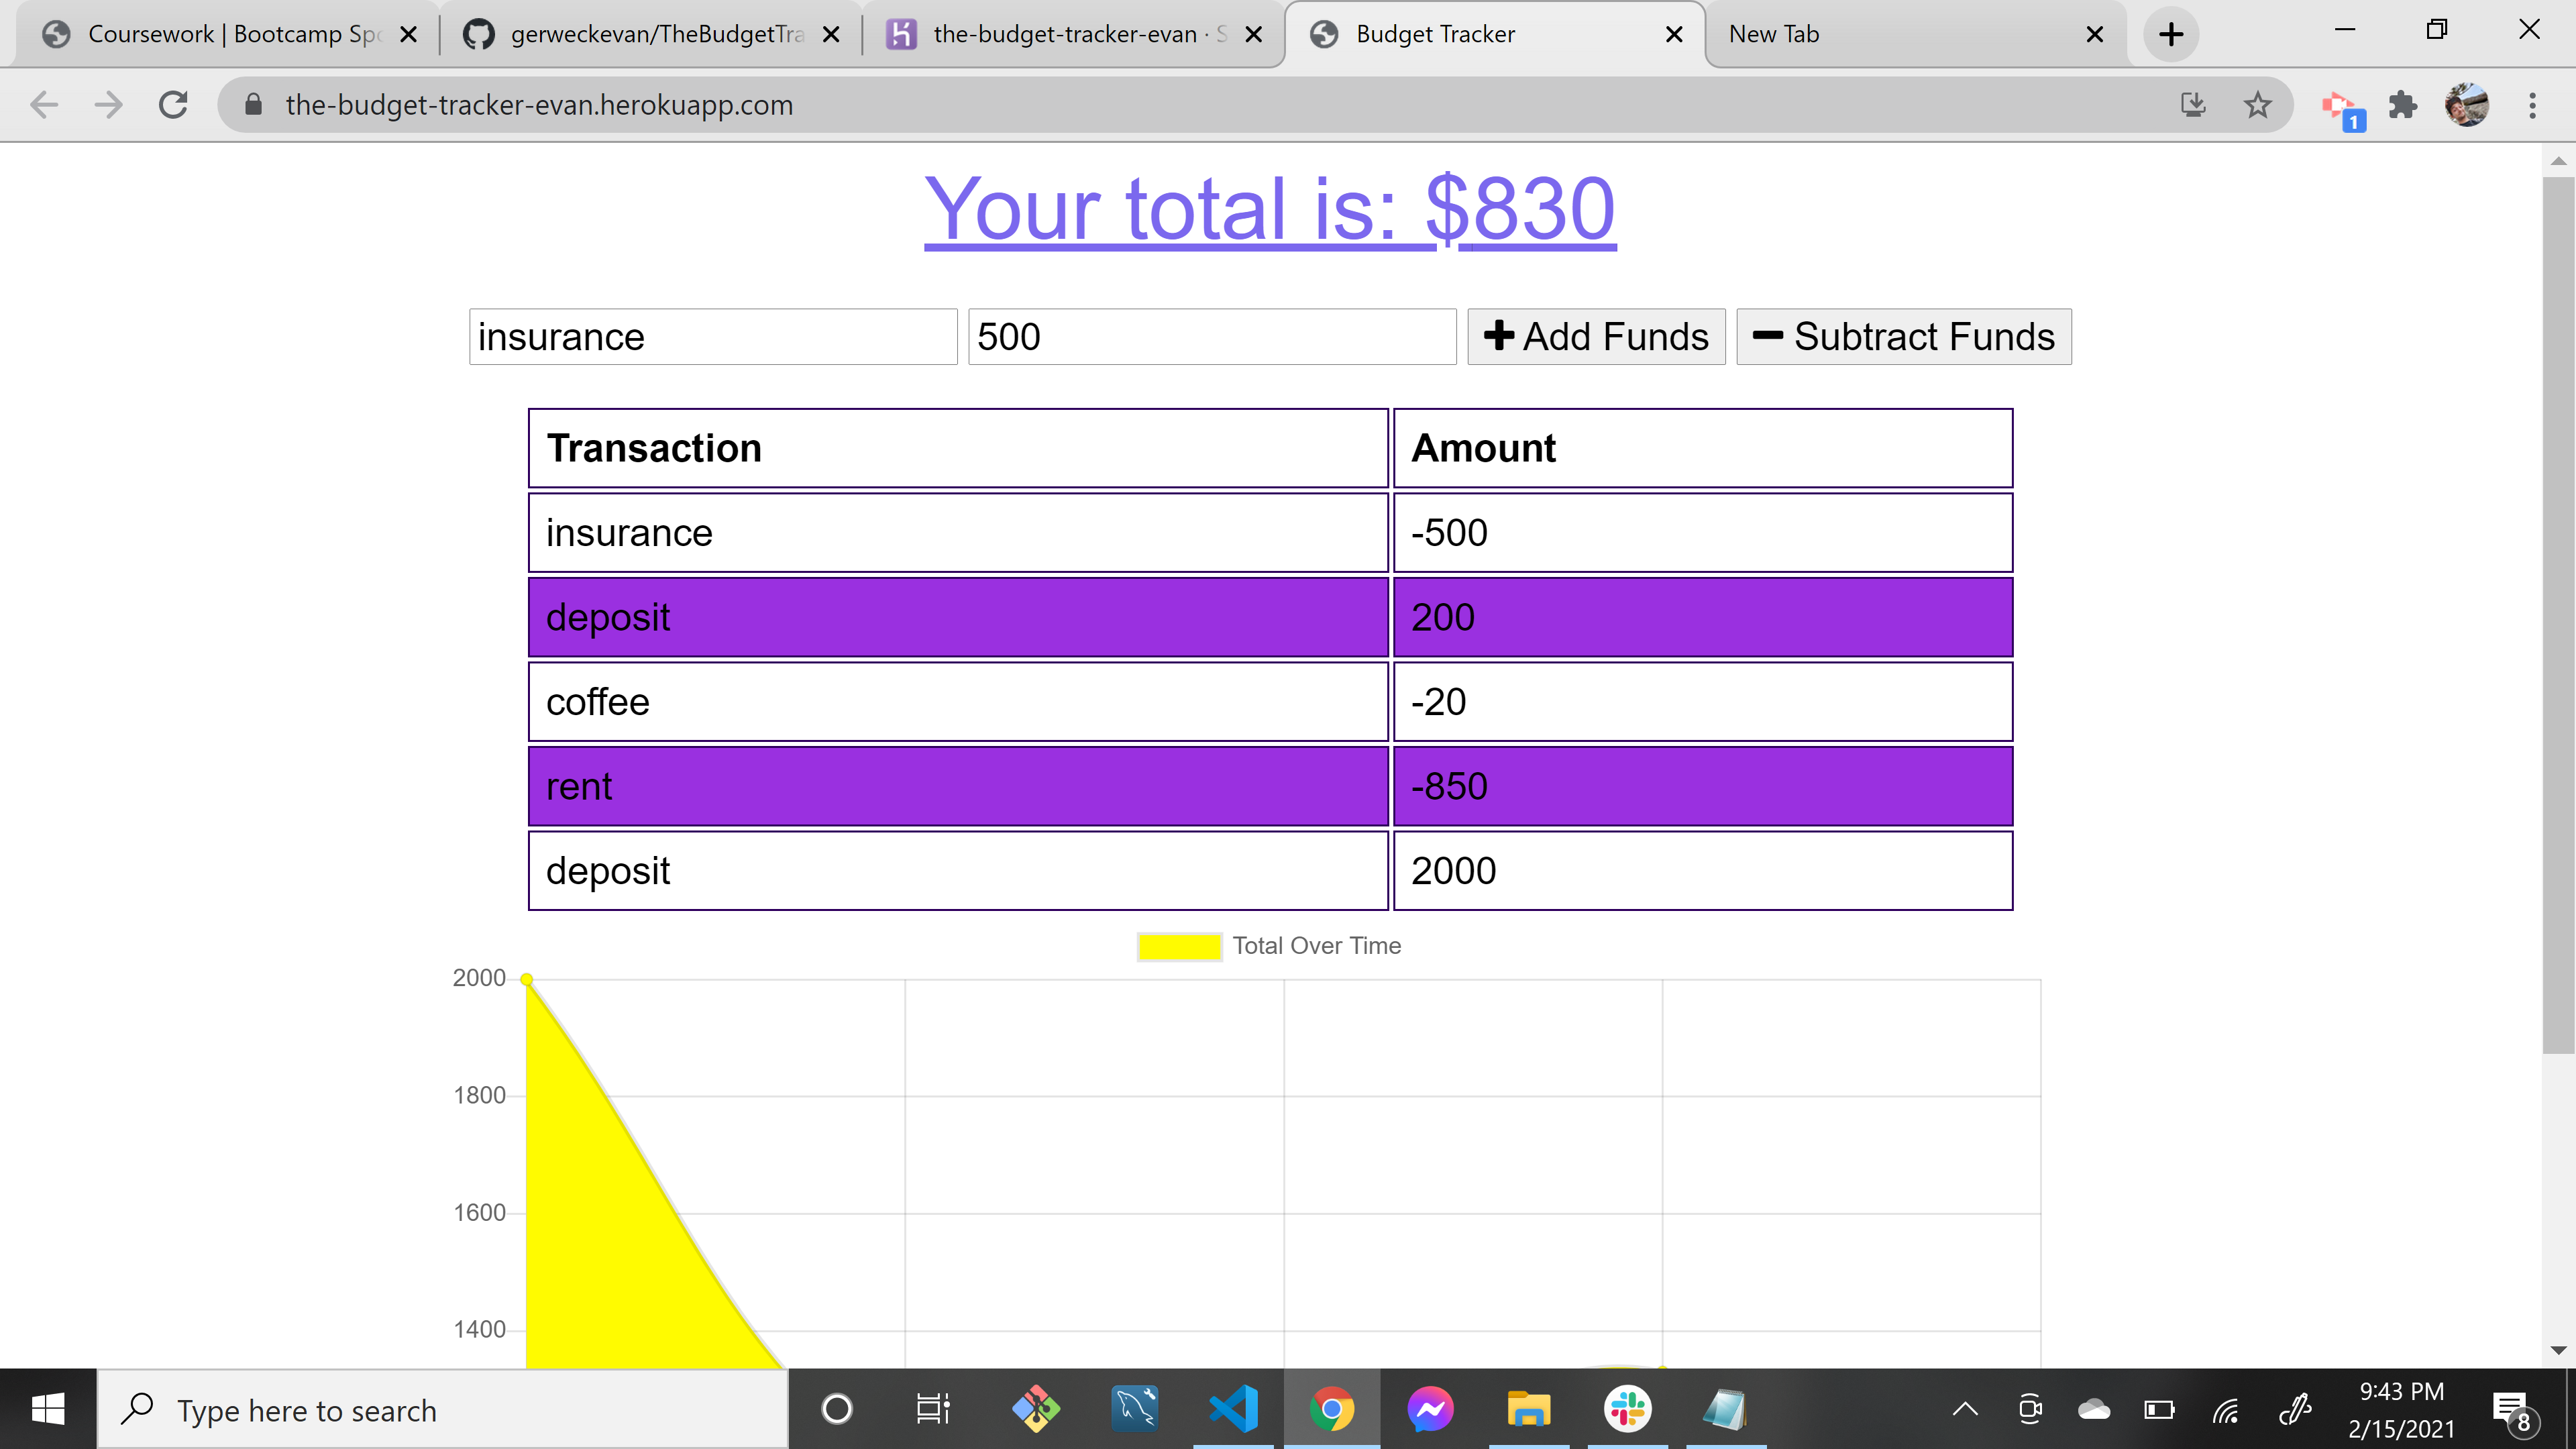 Coursework | Bootcamp Spo
gerweckevan/TheBudgetTra
the-budget-tracker-evan · S
Budget Tracker
New Tab
the-budget-tracker-evan.herokuapp.com
1
Your total is: $830
insurance
500
Add Funds
Subtract Funds
Transaction Amount
insurance -500
deposit 200
coffee -20
rent -850
deposit 2000
Total Over Time
2000
1800
1600
1400
Type here to search
9:43 PM
2/15/2021
8